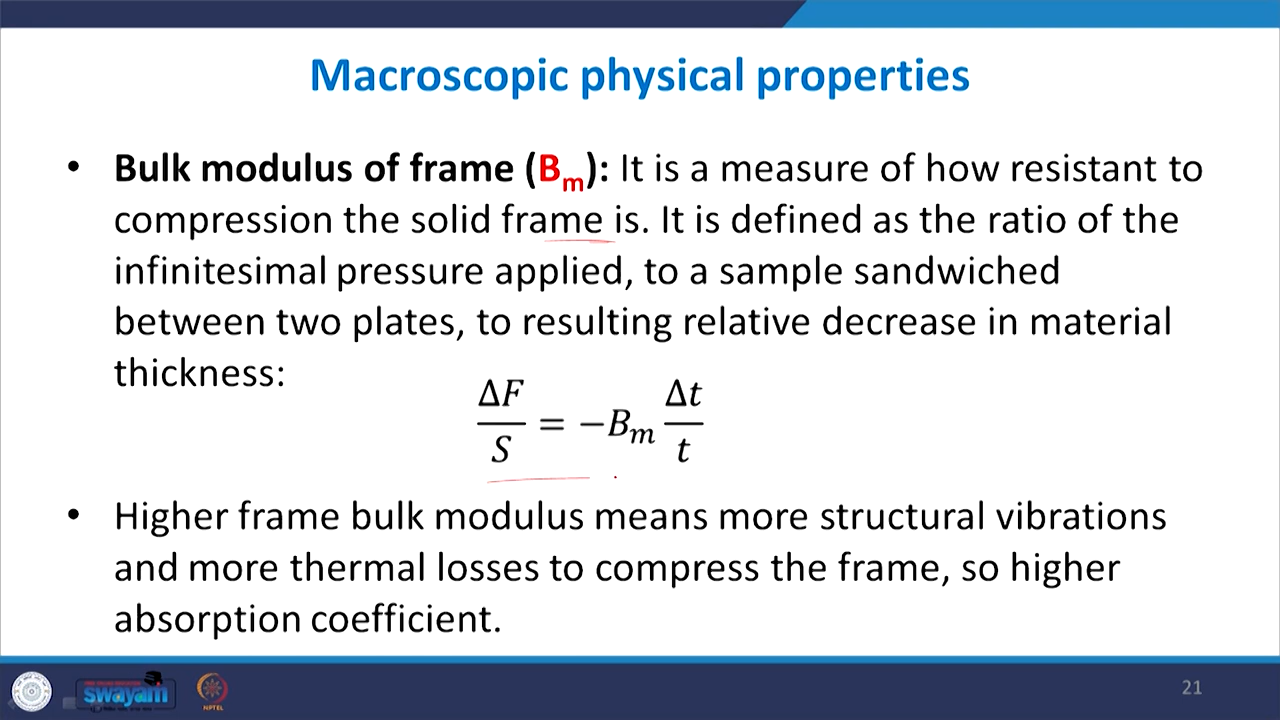 Macroscopic physical properties
• Bulk modulus of frame (Bm): It is a measure of how resistant to
compression the solid frame is. It is defined as the ratio of the
infinitesimal pressure applied, to a sample sandwiched
between two plates, to resulting relative decrease in material
thickness:
ΔF/S = −Bm Δt/t
• Higher frame bulk modulus means more structural vibrations
and more thermal losses to compress the frame, so higher
absorption coefficient.
swayam
NPTEL
21